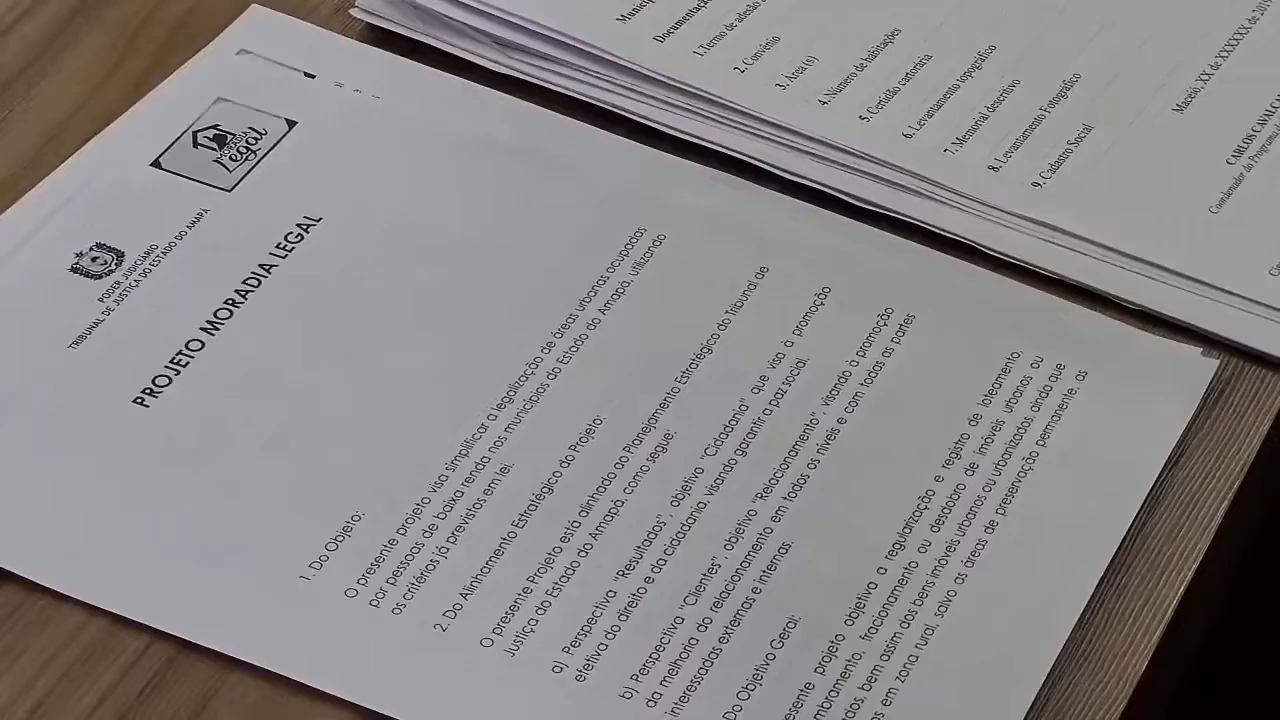 MORADIA
Legal
PODER JUDICIÁRIO
TRIBUNAL DE JUSTIÇA DO ESTADO DO AMAPÁ
PROJETO MORADIA LEGAL
1. Do Objeto:
O presente projeto visa simplificar a legalização de áreas urbanas ocupadas
por pessoas de baixa renda nos municípios do Estado do Amapá, utilizando
os critérios já previstos em lei.
2. Do Alinhamento Estratégico do Projeto:
O presente Projeto está alinhado ao Planejamento Estratégico do Tribunal de
Justiça do Estado do Amapá, como segue:
a) Perspectiva "Resultados", objetivo "Cidadania" que visa à promoção
efetiva do direito e da cidadania, visando garantir a paz social.
b) Perspectiva "Clientes", objetivo "Relacionamento", visando à promoção
da melhoria do relacionamento em todos os níveis e com todas as partes
interessadas externas e internas.
Do Objetivo Geral:
esente projeto objetiva a regularização e registro de loteamento,
mbramento, fracionamento ou desdobro de imóveis urbanos ou
dos, bem assim dos bens imóveis urbanos ou urbanizados, ainda que
s em zona rural, salvo as áreas de preservação permanente, as
Municíp
Documentaçã
1. Termo de adesão
2. Convênio
3. Área(s)
4. Número de habitações
5. Certidão cartorária
6. Levantamento topográfico
7. Memorial descritivo
8. Levantamento Fotográfico
9. Cadastro Social
Maceió, XX de XXXXXXX de 2019
CARLOS CAVALC
Coordenador do Programa